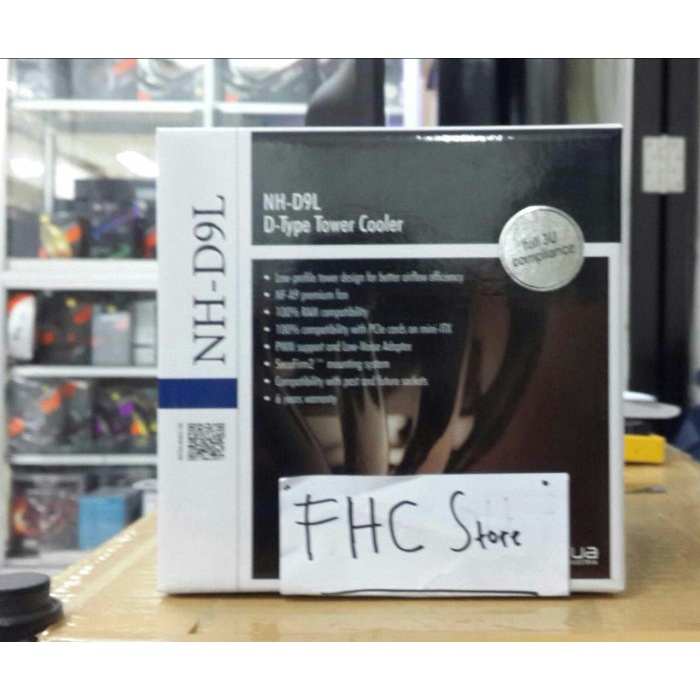 NH-D9L
NH-D9L
D-Type Tower Cooler
full 3U
compliance
• Low profile tower design for better airflow efficiency
• NF-A9 premium fan
• 100% RAM compatibility
• 100% compatibility with PCIe cards on mini-ITX
• PWM support and Low-Noise Adaptor
• SecuFirm2™ mounting system
• Compatibility with past and future sockets
• 6 years warranty
FHC Store
ua